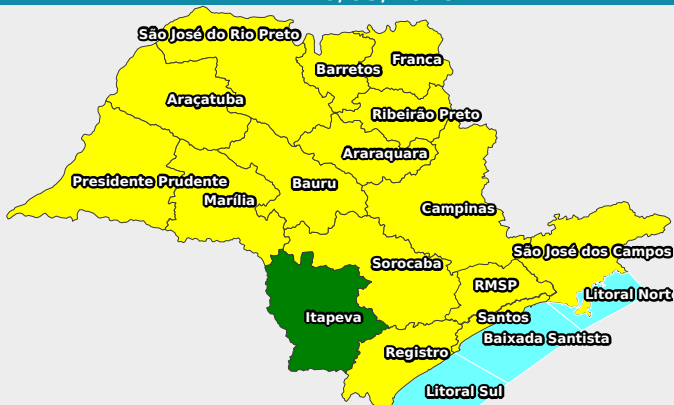 São José do Rio Preto
Franca
Barretos
Araçatuba
Ribeirão Preto
Araraquara
Presidente Prudente
Bauru
Marília
Campinas
São José dos Campos
Sorocaba
RMSP
Litoral Nort
Itapeva
Santos
Baixada Santista
Registro
Litoral Sul